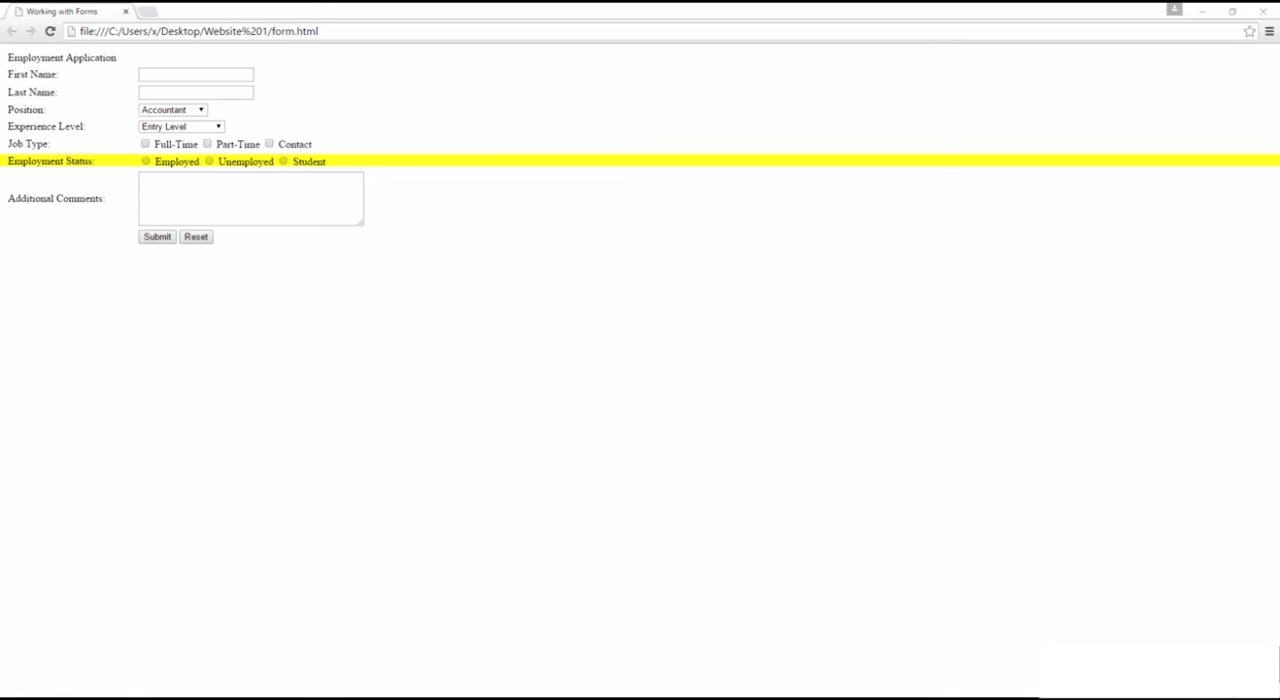 Working with Forms
file:///C:/Users/x/Desktop/Website%201/form.html
Employment Application
First Name:
Last Name:
Position: Accountant
Experience Level: Entry Level
Job Type: Full-Time Part-Time Contact
Employment Status: Employed Unemployed Student
Additional Comments:
Submit Reset